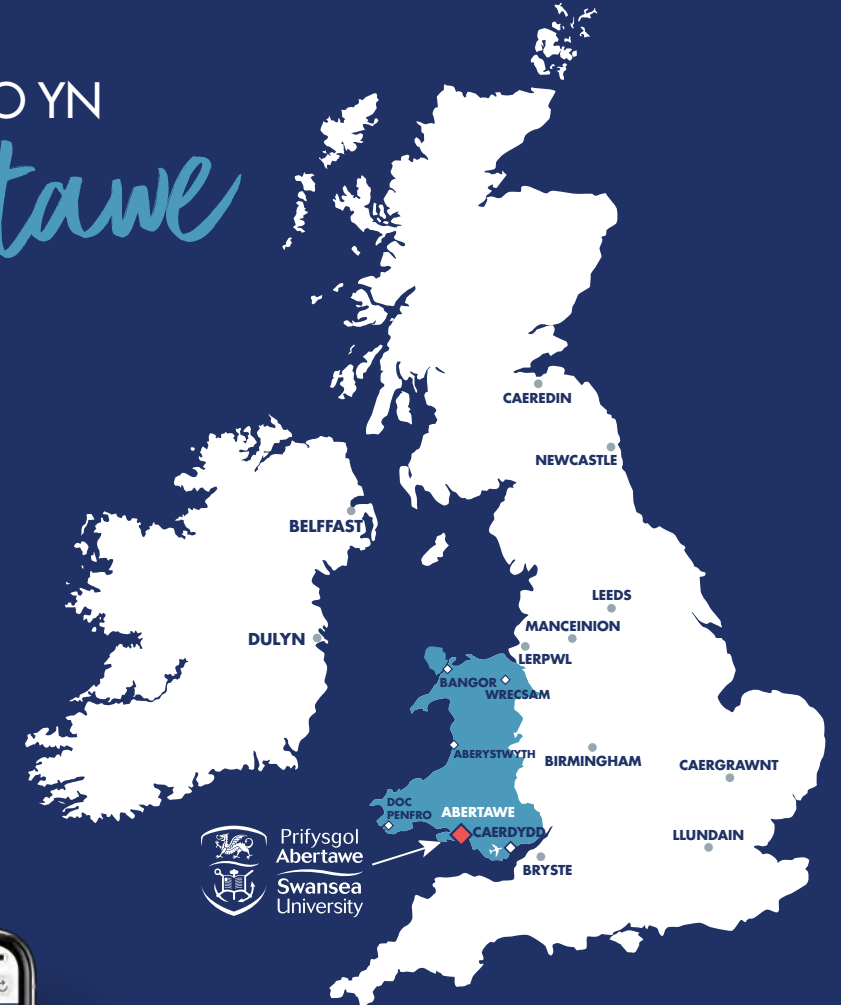 O YN
tawe
CAEREDIN
NEWCASTLE
BELFFAST
LEEDS
MANCEINION
DULYN
LERPWL
BANGOR
WRECSAM
ABERYSTWYTH
BIRMINGHAM
CAERGRAWNT
DOC
PENFRO
ABERTAWE
CAERDYDD
LLUNDAIN
BRYSTE
Prifysgol
Abertawe
Swansea
University